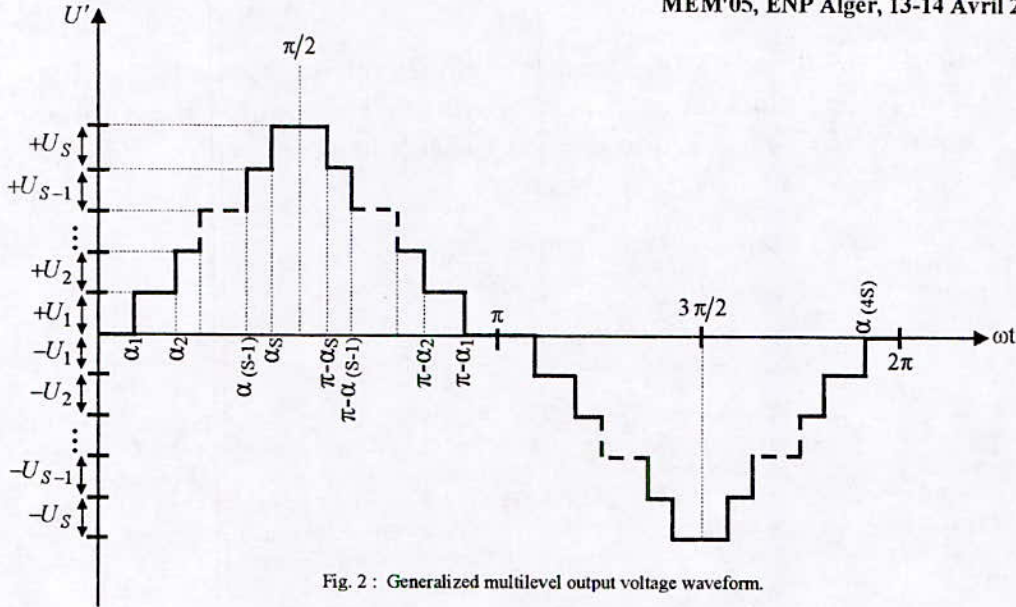 MEM'05, ENP Alger, 13-14 Avril 2
U'
π/2
+U_S
+U_{S-1}
⋮
+U_2
+U_1
α_1
α_2
α_(S-1)
α_S
π-α_S
π-α_(S-1)
π-α_2
π-α_1
π
3π/2
α_(4S)
ωt
2π
-U_1
-U_2
⋮
-U_{S-1}
-U_S
Fig. 2 : Generalized multilevel output voltage waveform.